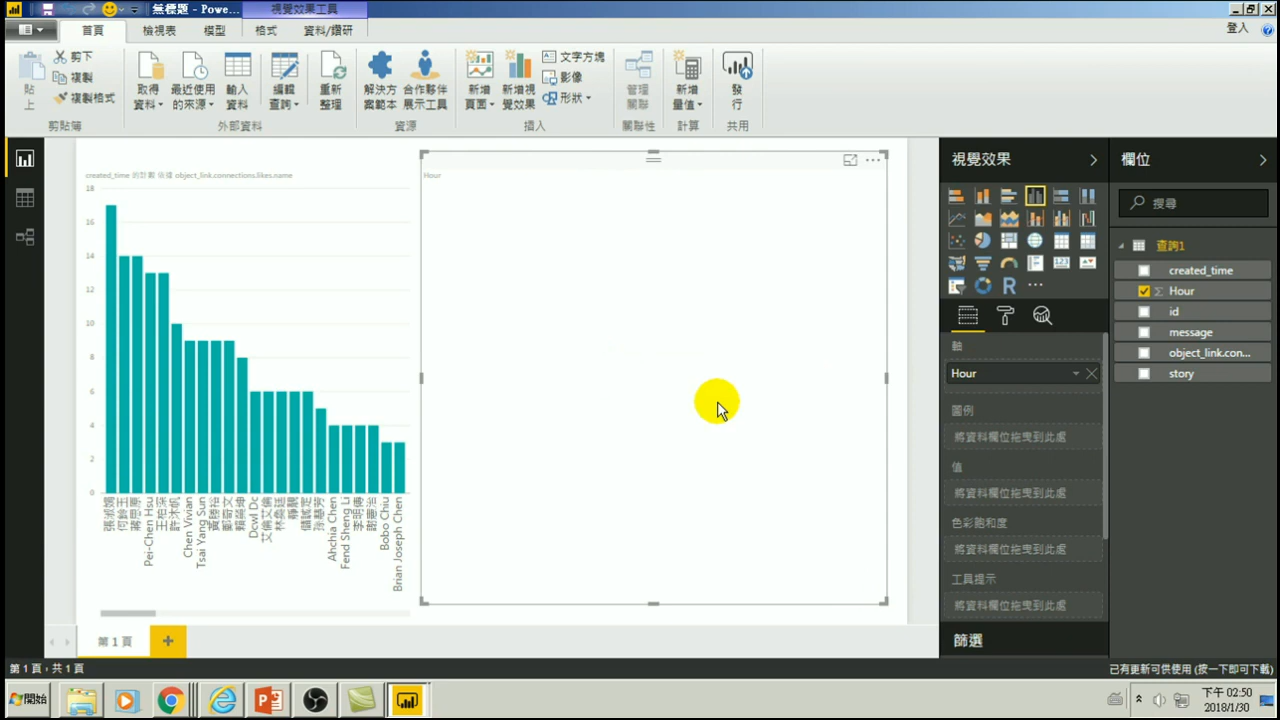 無標題 - Powe...
視覺效果工具
登入
首頁
檢視表
模型
格式
資料/鑽研
貼上
剪下
複製
複製格式
剪貼簿
取得資料
最近使用的來源
輸入資料
編輯查詢
外部資料
重新整理
解決方案範本
合作夥伴展示工具
資源
新增頁面
新增視覺效果
文字方塊
影像
形狀
插入
管理關聯
關聯性
新增量值
計算
發行
共用
created_time 的計數 依據 object_link.connections.likes.name
18
16
14
12
10
8
6
4
2
0
Pei-Chen Hsu
Chen Vivian
Tsai Yang Sun
Dcwl Dc
艾倫艾倫
Ahchia Chen
Fend Sheng Li
Bobo Chiu
Brian Joseph Chen
Hour
視覺效果
軸
Hour
圖例
將資料欄位拖曳到此處
值
將資料欄位拖曳到此處
色彩飽和度
將資料欄位拖曳到此處
工具提示
將資料欄位拖曳到此處
篩選
欄位
搜尋
查詢1
created_time
Hour
id
message
object_link.con...
story
第 1 頁
第 1 頁，共 1 頁
已有更新可供使用 (按一下即可下載)
開始
下午 02:50
2018/1/30